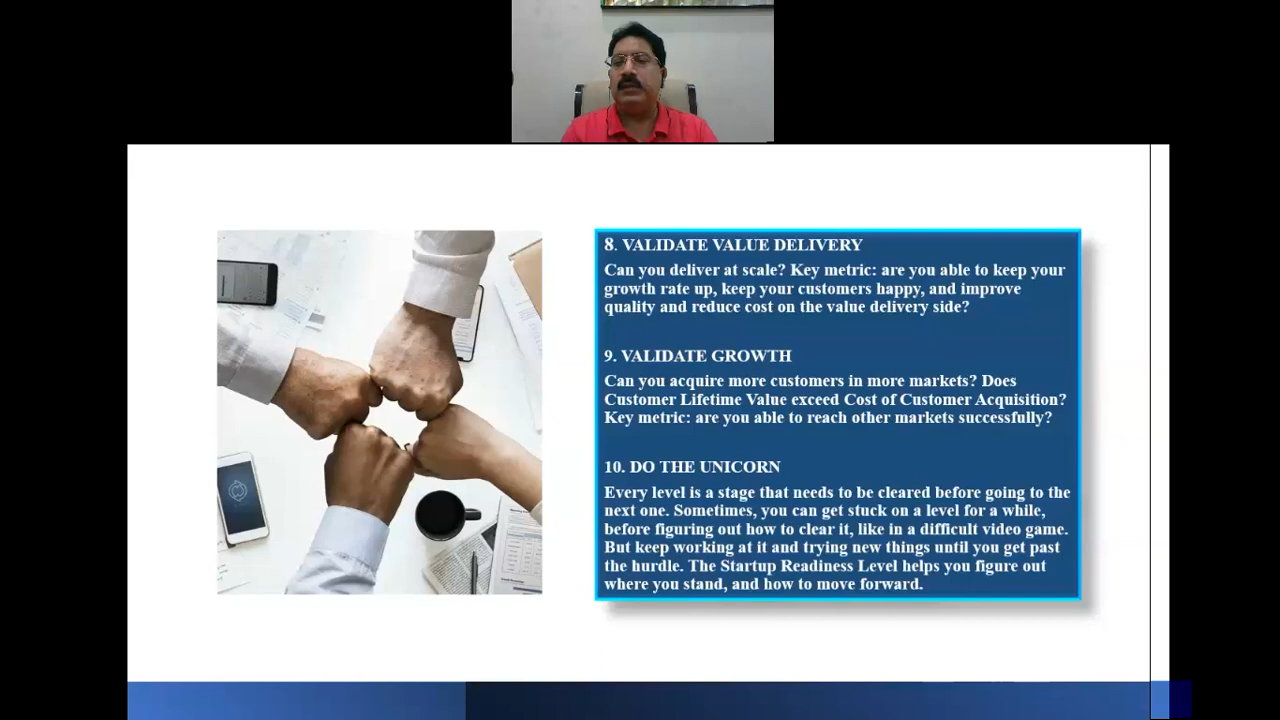 8. VALIDATE VALUE DELIVERY
Can you deliver at scale? Key metric: are you able to keep your
growth rate up, keep your customers happy, and improve
quality and reduce cost on the value delivery side?
9. VALIDATE GROWTH
Can you acquire more customers in more markets? Does
Customer Lifetime Value exceed Cost of Customer Acquisition?
Key metric: are you able to reach other markets successfully?
10. DO THE UNICORN
Every level is a stage that needs to be cleared before going to the
next one. Sometimes, you can get stuck on a level for a while,
before figuring out how to clear it, like in a difficult video game.
But keep working at it and trying new things until you get past
the hurdle. The Startup Readiness Level helps you figure out
where you stand, and how to move forward.